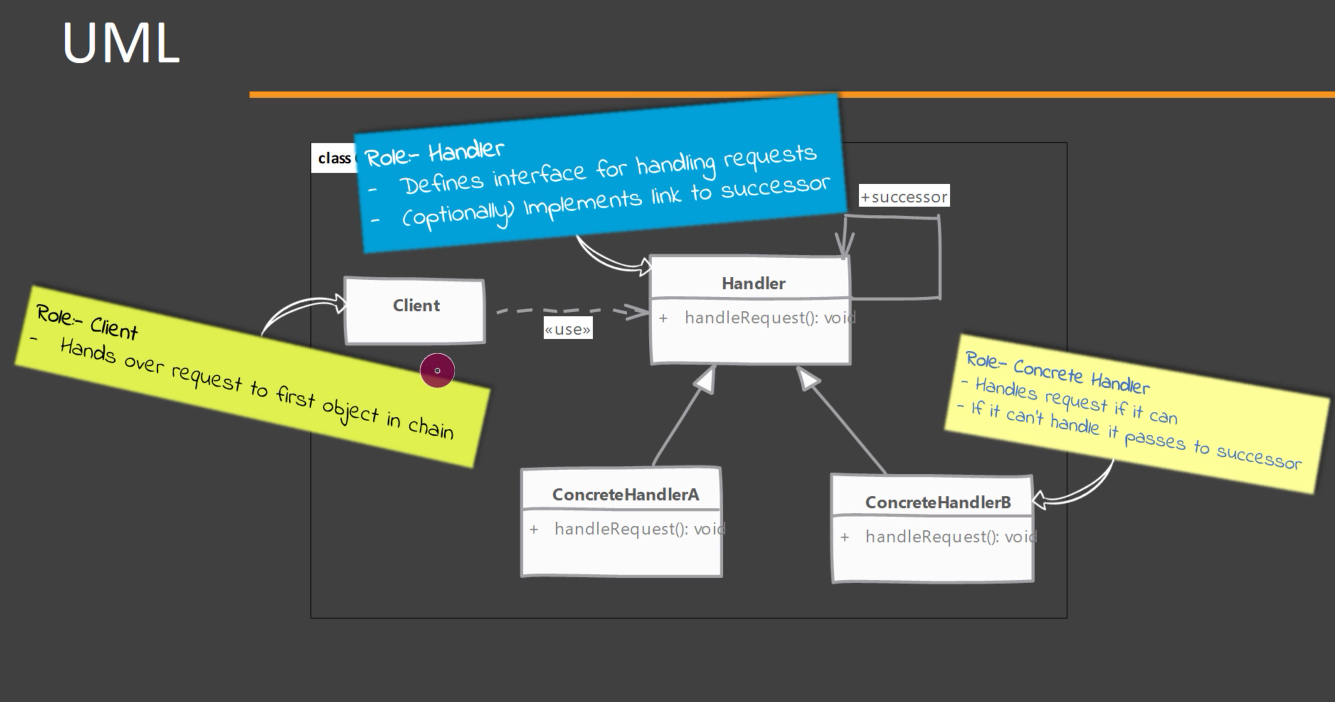 UML
class
Role:- Handler
- Defines interface for handling requests
- (optionally) Implements link to successor
+successor
Handler
+ handleRequest(): void
Client
«use»
Role:- Client
- Hands over request to first object in chain
Role:- Concrete Handler
- Handles request if it can
- If it can't handle it passes to successor
ConcreteHandlerA
+ handleRequest(): void
ConcreteHandlerB
+ handleRequest(): void